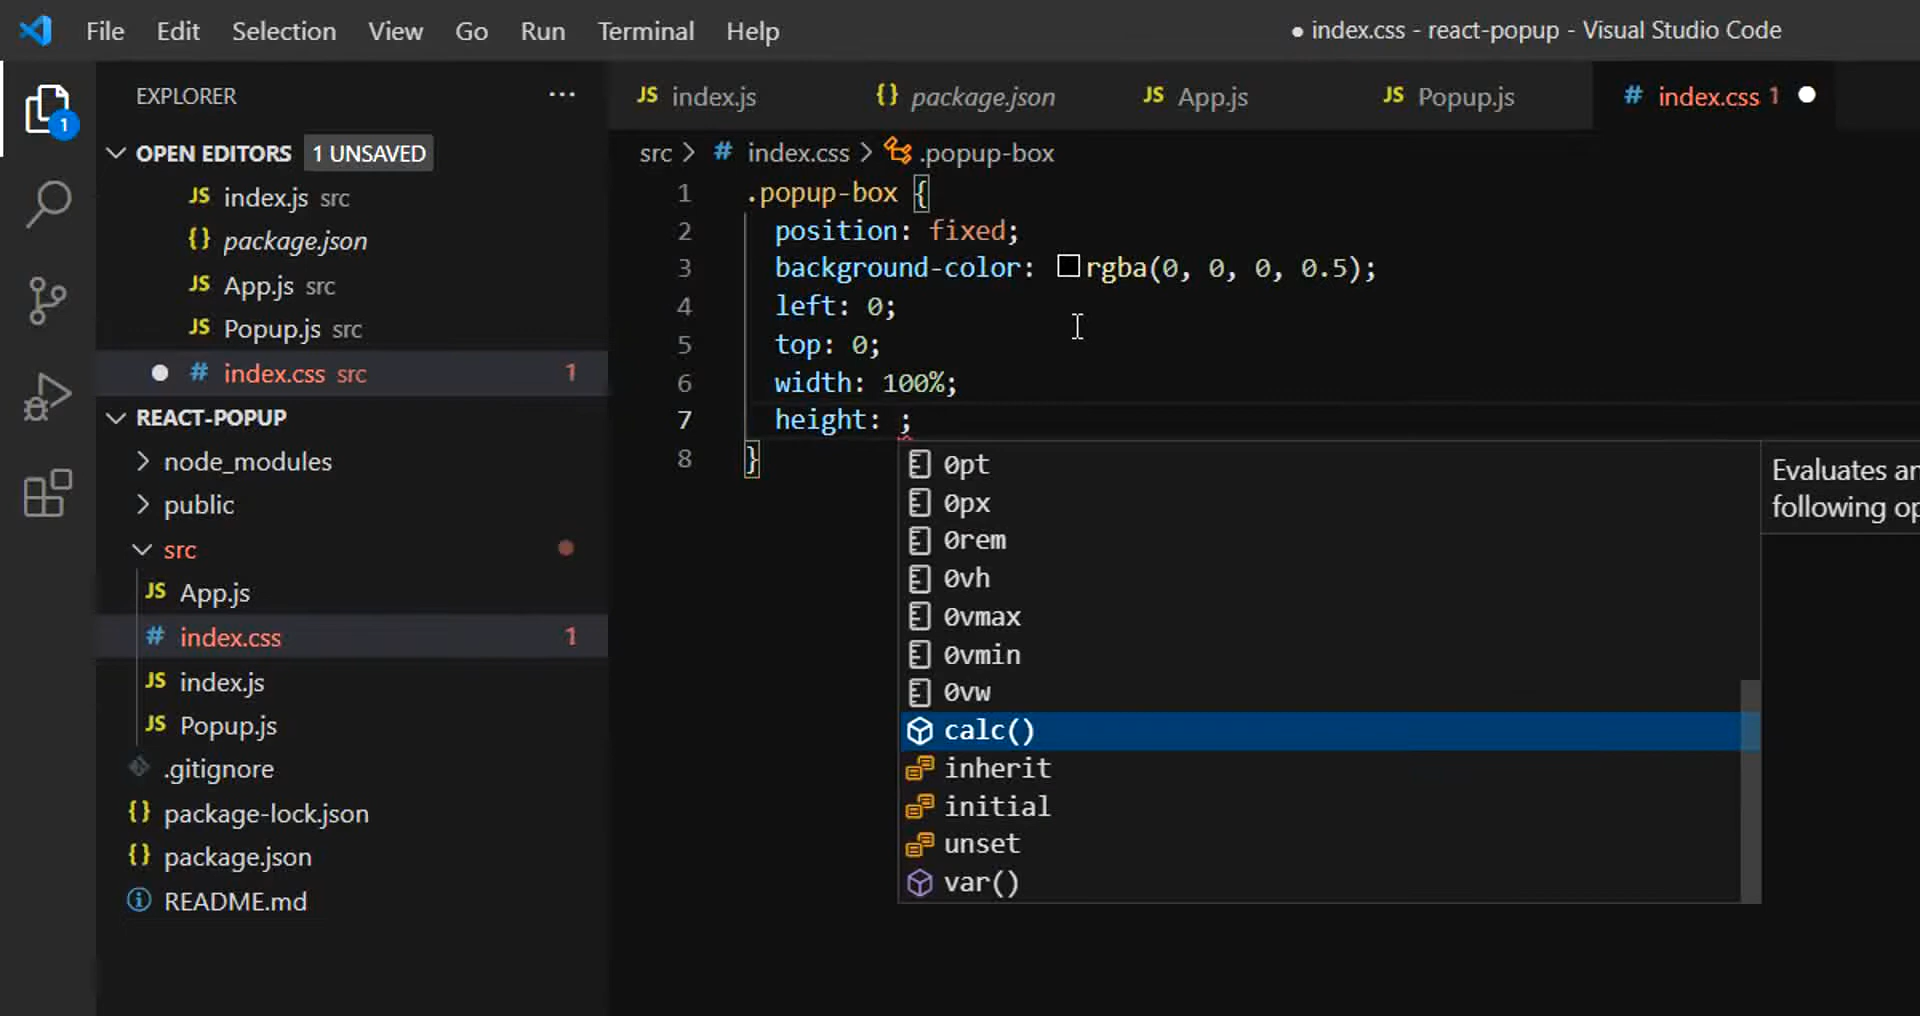 File Edit Selection View Go Run Terminal Help
● index.css - react-popup - Visual Studio Code
1
EXPLORER ...
OPEN EDITORS 1 UNSAVED
JS index.js src
{} package.json
JS App.js src
JS Popup.js src
# index.css src 1
REACT-POPUP
node_modules
public
src
JS App.js
# index.css 1
JS index.js
JS Popup.js
.gitignore
{} package-lock.json
{} package.json
README.md
JS index.js {} package.json JS App.js JS Popup.js # index.css 1
src > # index.css > .popup-box
1 .popup-box {
2 position: fixed;
3 background-color: rgba(0, 0, 0, 0.5);
4 left: 0;
5 top: 0;
6 width: 100%;
7 height: ;
8 }
0pt
0px
0rem
0vh
0vmax
0vmin
0vw
calc()
inherit
initial
unset
var()
Evaluates an
following op